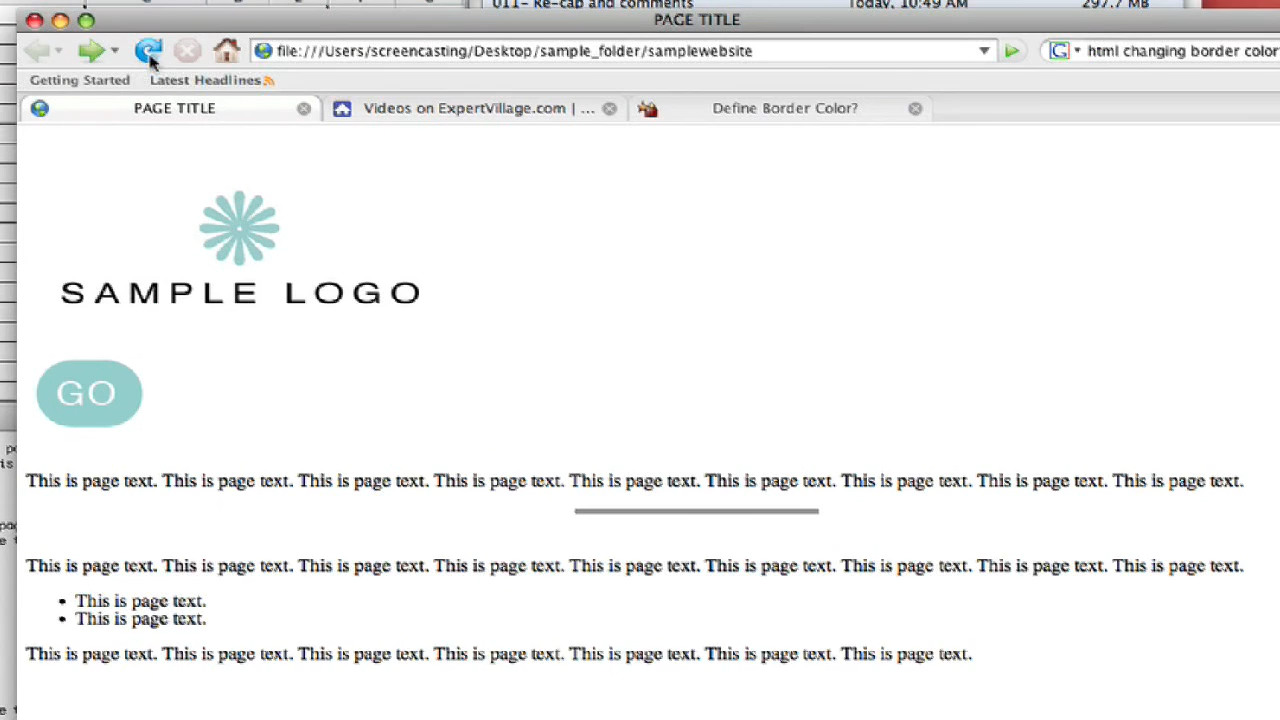 011- Re-cap and comments Today, 10:49 AM 297.7 MB
PAGE TITLE
file:///Users/screencasting/Desktop/sample_folder/samplewebsite html changing border color
Getting Started Latest Headlines
PAGE TITLE Videos on ExpertVillage.com | ... Define Border Color?
SAMPLE LOGO
GO
This is page text. This is page text. This is page text. This is page text. This is page text. This is page text. This is page text. This is page text. This is page text.
This is page text. This is page text. This is page text. This is page text. This is page text. This is page text. This is page text. This is page text. This is page text.
• This is page text.
• This is page text.
This is page text. This is page text. This is page text. This is page text. This is page text. This is page text. This is page text.